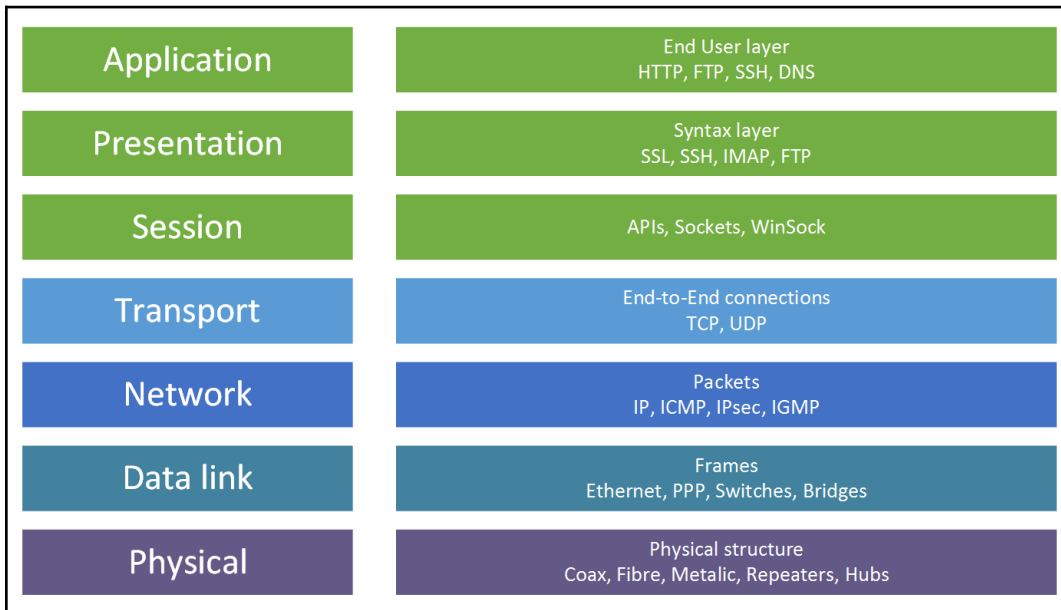 Application
End User layer
HTTP, FTP, SSH, DNS
Presentation
Syntax layer
SSL, SSH, IMAP, FTP
Session
APIs, Sockets, WinSock
Transport
End-to-End connections
TCP, UDP
Network
Packets
IP, ICMP, IPsec, IGMP
Data link
Frames
Ethernet, PPP, Switches, Bridges
Physical
Physical structure
Coax, Fibre, Metalic, Repeaters, Hubs